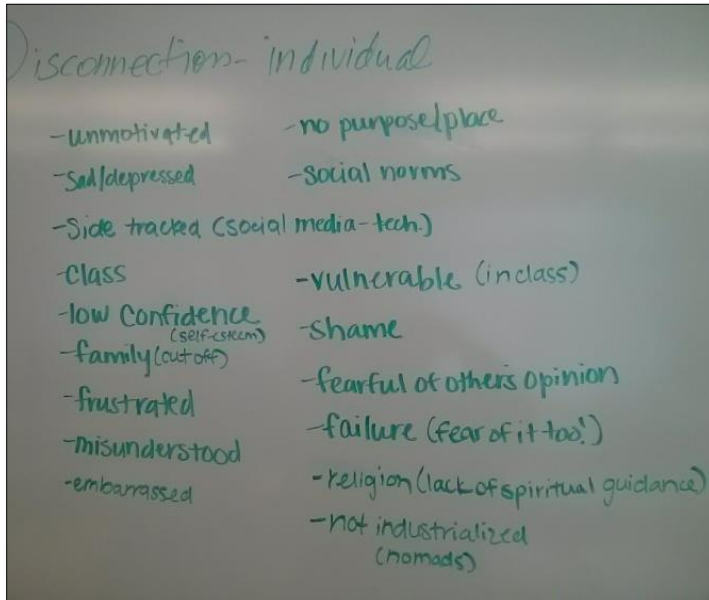 Disconnection- individual
-unmotivated
-sad/depressed
-Side tracked (social media-tech.)
-class
-low confidence
(self-esteem)
-family (cut off)
-frustrated
-misunderstood
-embarrassed
-no purpose/place
-social norms
-vulnerable (in class)
-shame
-fearful of others opinion
-failure (fear of it too!)
-religion (lack of spiritual guidance)
-not industrialized
(nomads)